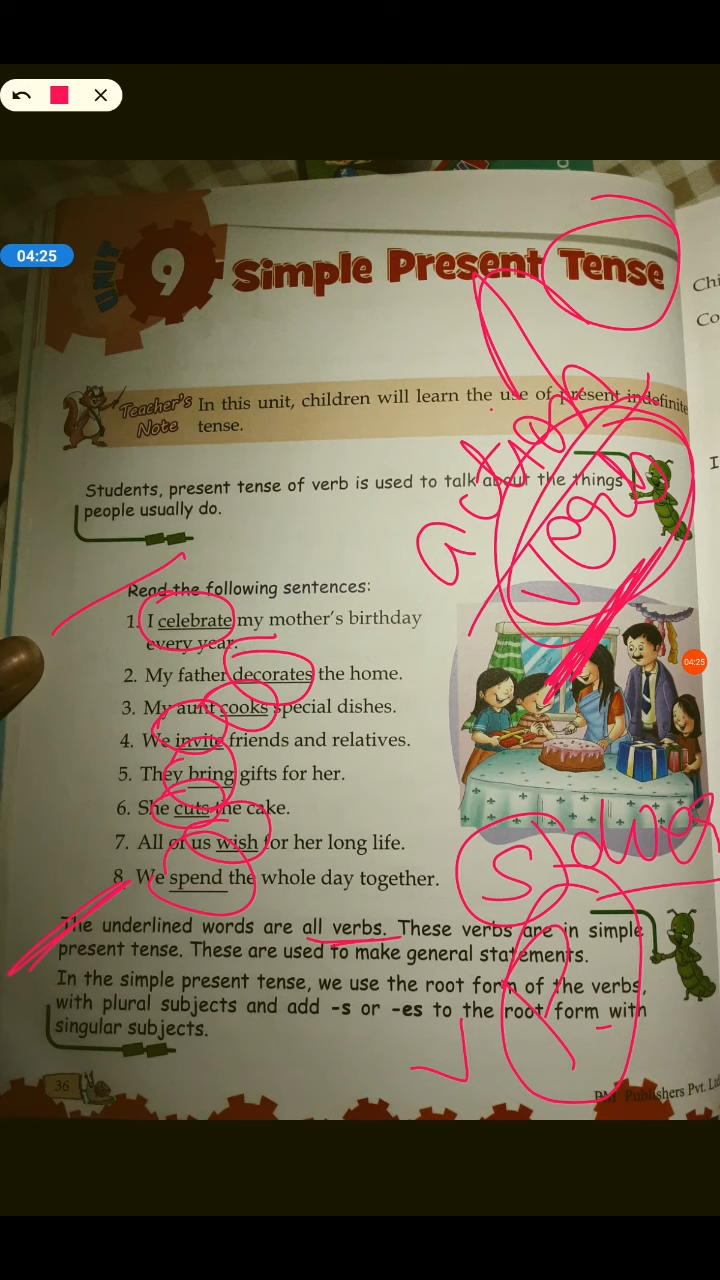 04:25
UNIT 9 Simple Present Tense
Teacher's Note
In this unit, children will learn the use of present indefinite
tense.
Students, present tense of verb is used to talk about the things
people usually do.
Read the following sentences:
1. I celebrate my mother's birthday
every year.
2. My father decorates the home.
3. My aunt cooks special dishes.
4. We invite friends and relatives.
5. They bring gifts for her.
6. She cuts the cake.
7. All of us wish for her long life.
8. We spend the whole day together.
The underlined words are all verbs. These verbs are in simple
present tense. These are used to make general statements.
In the simple present tense, we use the root form of the verbs,
with plural subjects and add -s or -es to the root form with
singular subjects.
36
Publishers Pvt. Ltd
action
04:25
Chi
Co
I